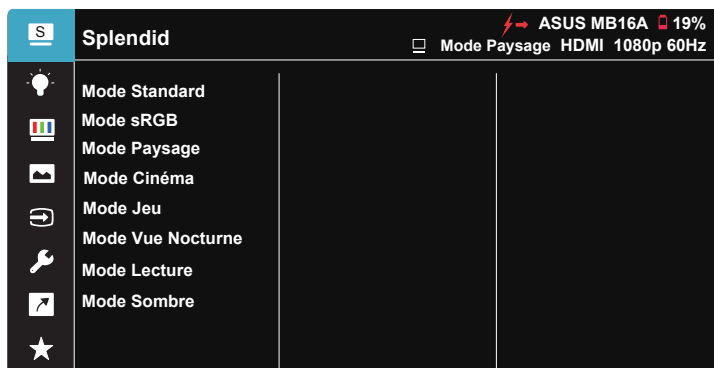 S
Splendid
ASUS MB16A 19%
Mode Paysage HDMI 1080p 60Hz
Mode Standard
Mode sRGB
Mode Paysage
Mode Cinéma
Mode Jeu
Mode Vue Nocturne
Mode Lecture
Mode Sombre